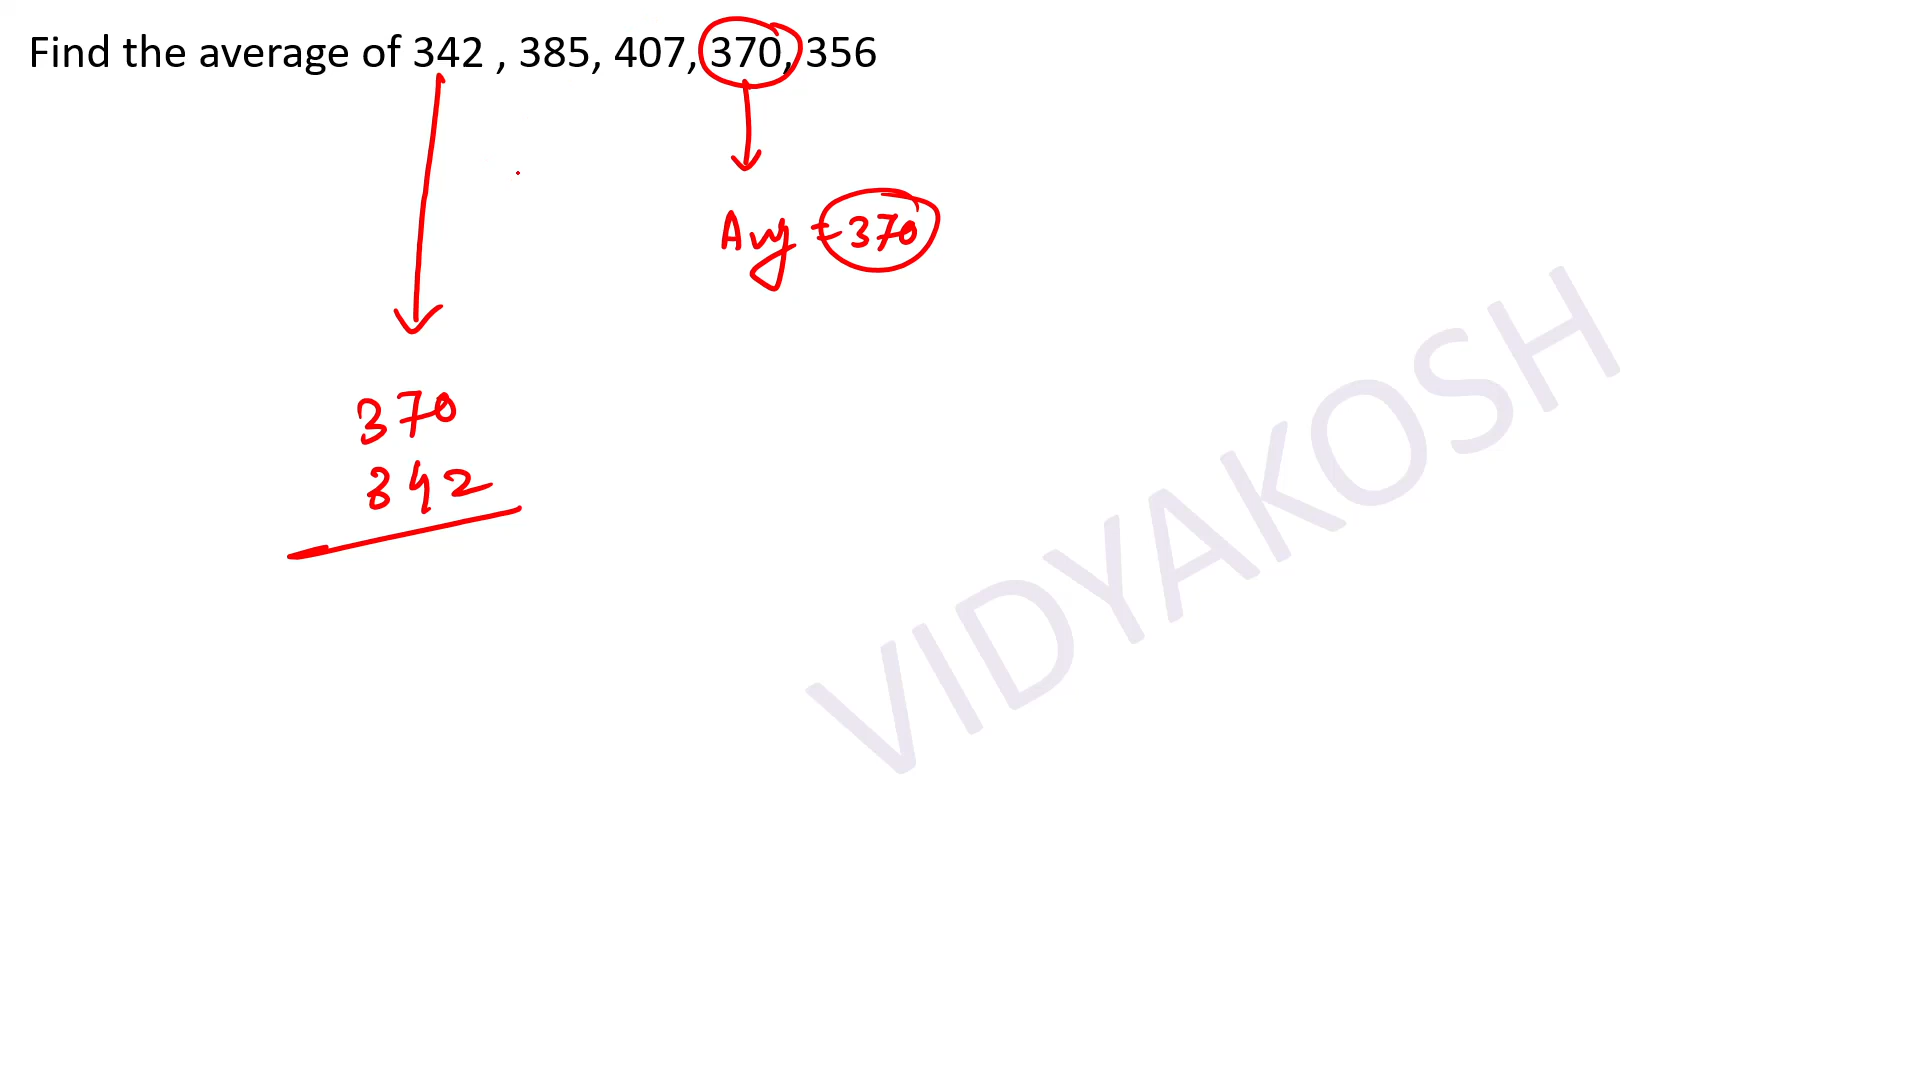 Find the average of 342 , 385, 407, 370, 356
Avg = 370
370
342
VIDYAKOSH